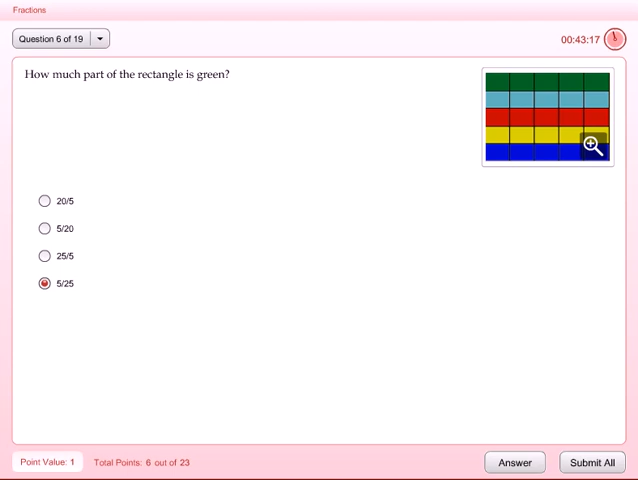 Fractions
Question 6 of 19
00:43:17
How much part of the rectangle is green?
20/5
5/20
25/5
5/25
Point Value: 1
Total Points: 6 out of 23
Answer
Submit All